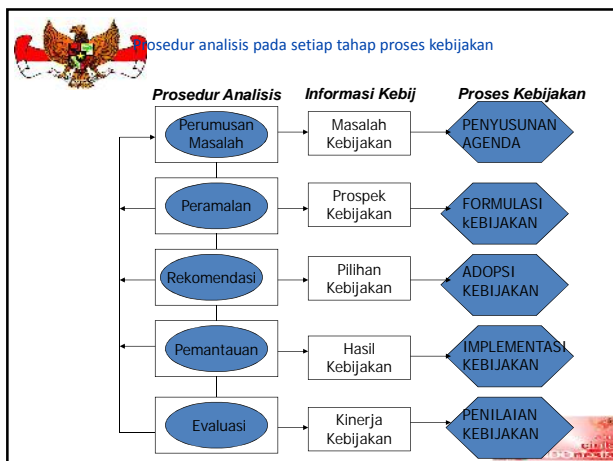 Prosedur analisis pada setiap tahap proses kebijakan
Prosedur Analisis
Informasi Kebij
Proses Kebijakan
Perumusan
Masalah
Masalah
Kebijakan
PENYUSUNAN
AGENDA
Peramalan
Prospek
Kebijakan
FORMULASI
kEBIJAKAN
Rekomendasi
Pilihan
Kebijakan
ADOPSI
KEBIJAKAN
Pemantauan
Hasil
Kebijakan
IMPLEMENTASI
KEBIJAKAN
Evaluasi
Kinerja
Kebijakan
PENILAIAN
KEBIJAKAN